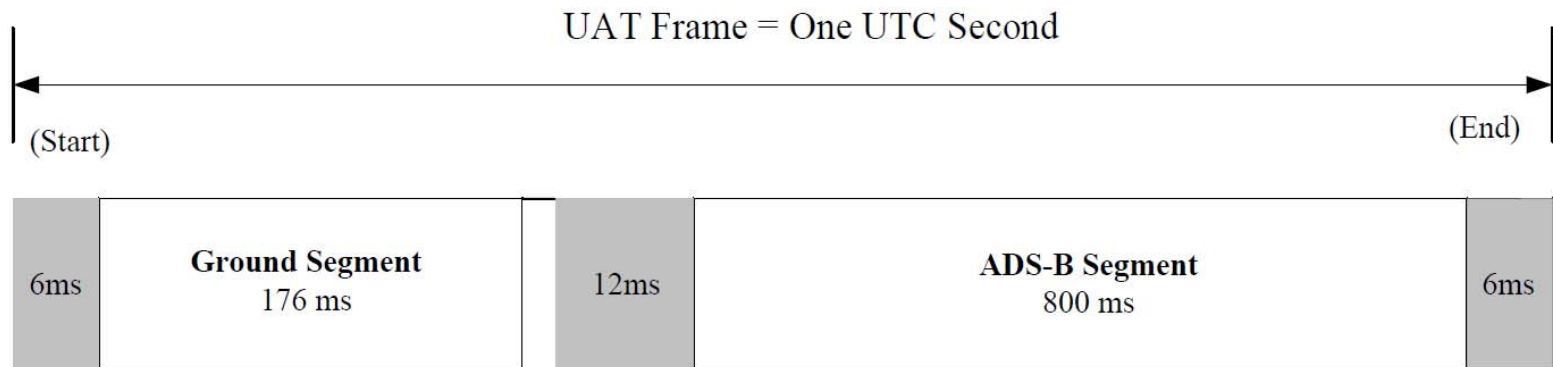 UAT Frame = One UTC Second
(Start)
(End)
6ms
Ground Segment
176 ms
12ms
ADS-B Segment
800 ms
6ms